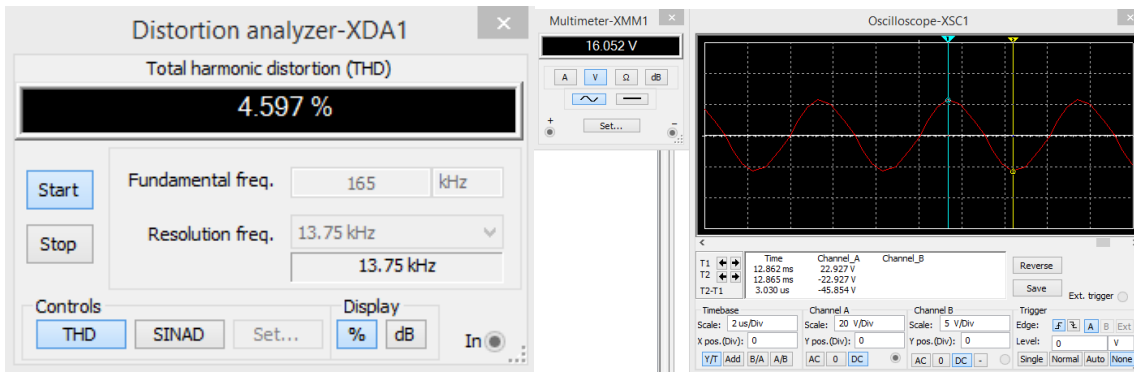 Distortion analyzer-XDA1
Total harmonic distortion (THD)
4.597 %
Start
Stop
Fundamental freq. 165 kHz
Resolution freq. 13.75 kHz
13.75 kHz
Controls
THD SINAD Set...
Display
% dB
In
Multimeter-XMM1
16.052 V
A V Ω dB
+ Set... -
Oscilloscope-XSC1
1 2
Time Channel_A Channel_B
T1 12.862 ms 22.927 V
T2 12.865 ms -22.927 V
T2-T1 3.030 us -45.854 V
Reverse
Save
Ext. trigger
Timebase
Scale: 2 us/Div
X pos.(Div): 0
Y/T Add B/A A/B
Channel A
Scale: 20 V/Div
Y pos.(Div): 0
AC 0 DC
Channel B
Scale: 5 V/Div
Y pos.(Div): 0
AC 0 DC -
Trigger
Edge: A B Ext
Level: 0 V
Single Normal Auto None